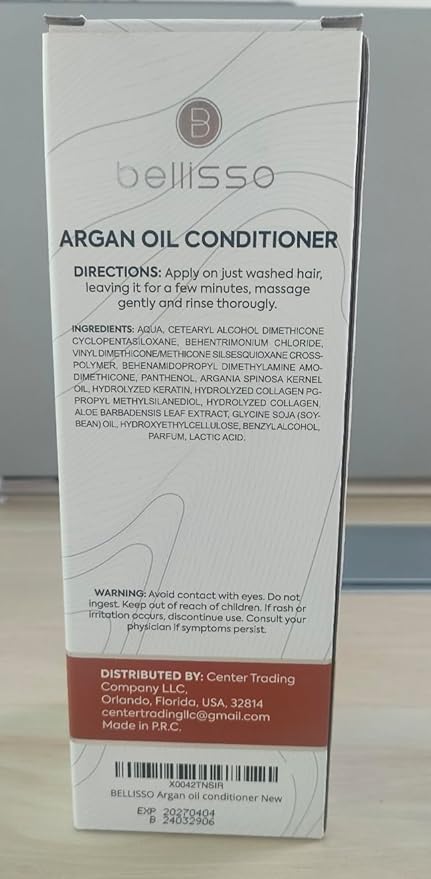 B
bellisso
ARGAN OIL CONDITIONER
DIRECTIONS: Apply on just washed hair,
leaving it for a few minutes, massage
gently and rinse thorougly.
INGREDIENTS: AQUA, CETEARYL ALCOHOL DIMETHICONE
CYCLOPENTASILOXANE, BEHENTRIMONIUM CHLORIDE,
VINYL DIMETHICONE/METHICONE SILSESQUIOXANE CROSS-
POLYMER, BEHENAMIDOPROPYL DIMETHYLAMINE AMO-
DIMETHICONE, PANTHENOL, ARGANIA SPINOSA KERNEL
OIL, HYDROLYZED KERATIN, HYDROLYZED COLLAGEN PG-
PROPYL METHYLSILANEDIOL, HYDROLYZED COLLAGEN,
ALOE BARBADENSIS LEAF EXTRACT, GLYCINE SOJA (SOY-
BEAN) OIL, HYDROXYETHYLCELLULOSE, BENZYL ALCOHOL,
PARFUM, LACTIC ACID.
WARNING: Avoid contact with eyes. Do not
ingest. Keep out of reach of children. If rash or
irritation occurs, discontinue use. Consult your
physician if symptoms persist.
DISTRIBUTED BY: Center Trading
Company LLC,
Orlando, Florida, USA, 32814
centertradingllc@gmail.com
Made in P.R.C.
X0042TNSIR
BELLISSO Argan oil conditioner New
EXP 20270404
B 24032906